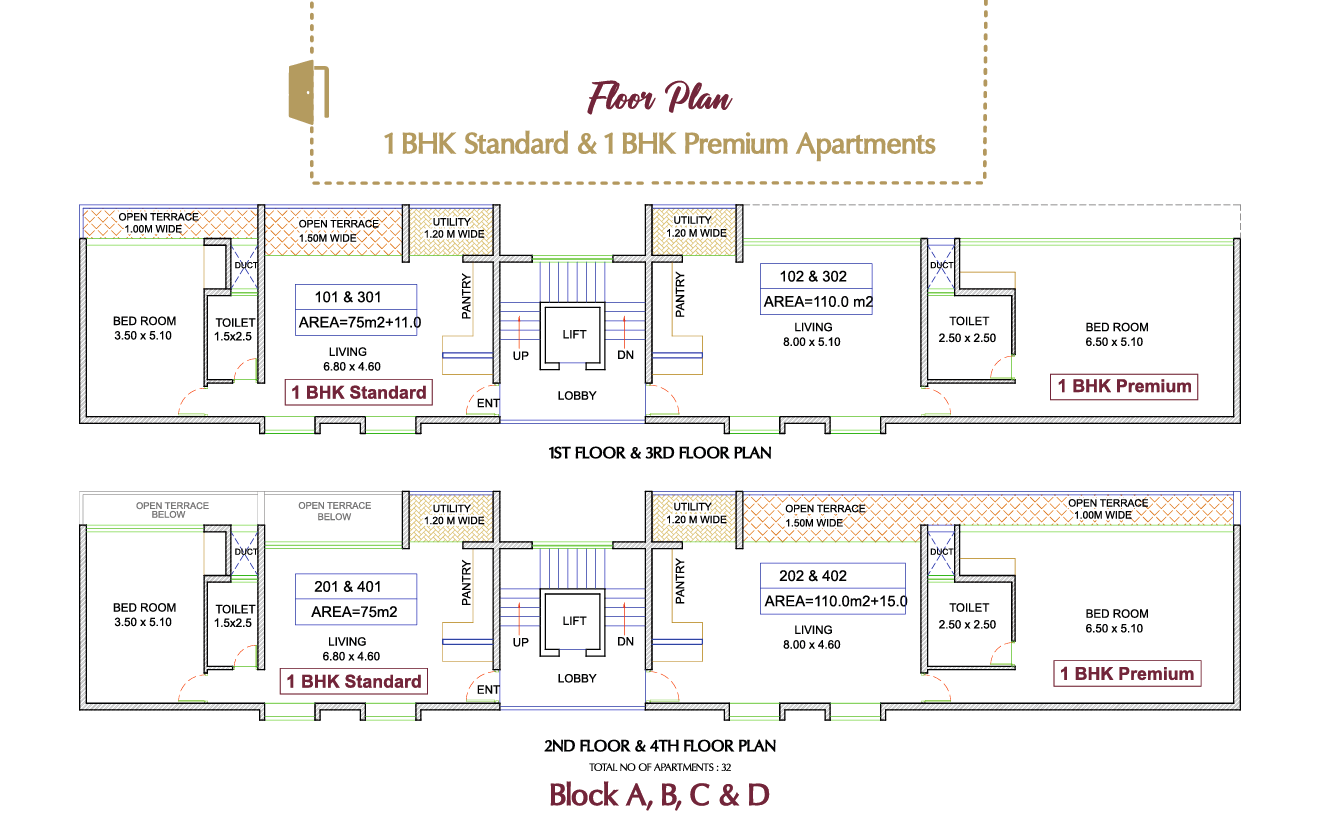 Floor Plan
1 BHK Standard & 1 BHK Premium Apartments
OPEN TERRACE
1.00M WIDE
OPEN TERRACE
1.50M WIDE
UTILITY
1.20 M WIDE
UTILITY
1.20 M WIDE
DUCT
PANTRY
PANTRY
DUCT
101 & 301
AREA=75m2+11.0
102 & 302
AREA=110.0 m2
BED ROOM
3.50 x 5.10
TOILET
1.5x2.5
LIVING
6.80 x 4.60
1 BHK Standard
UP
LIFT
DN
ENT
LOBBY
LIVING
8.00 x 5.10
TOILET
2.50 x 2.50
BED ROOM
6.50 x 5.10
1 BHK Premium
1ST FLOOR & 3RD FLOOR PLAN
OPEN TERRACE
BELOW
OPEN TERRACE
BELOW
UTILITY
1.20 M WIDE
UTILITY
1.20 M WIDE
OPEN TERRACE
1.50M WIDE
OPEN TERRACE
1.00M WIDE
DUCT
PANTRY
PANTRY
DUCT
201 & 401
AREA=75m2
202 & 402
AREA=110.0m2+15.0
BED ROOM
3.50 x 5.10
TOILET
1.5x2.5
LIVING
6.80 x 4.60
1 BHK Standard
UP
LIFT
DN
ENT
LOBBY
LIVING
8.00 x 4.60
TOILET
2.50 x 2.50
BED ROOM
6.50 x 5.10
1 BHK Premium
2ND FLOOR & 4TH FLOOR PLAN
TOTAL NO OF APARTMENTS : 32
Block A, B, C & D